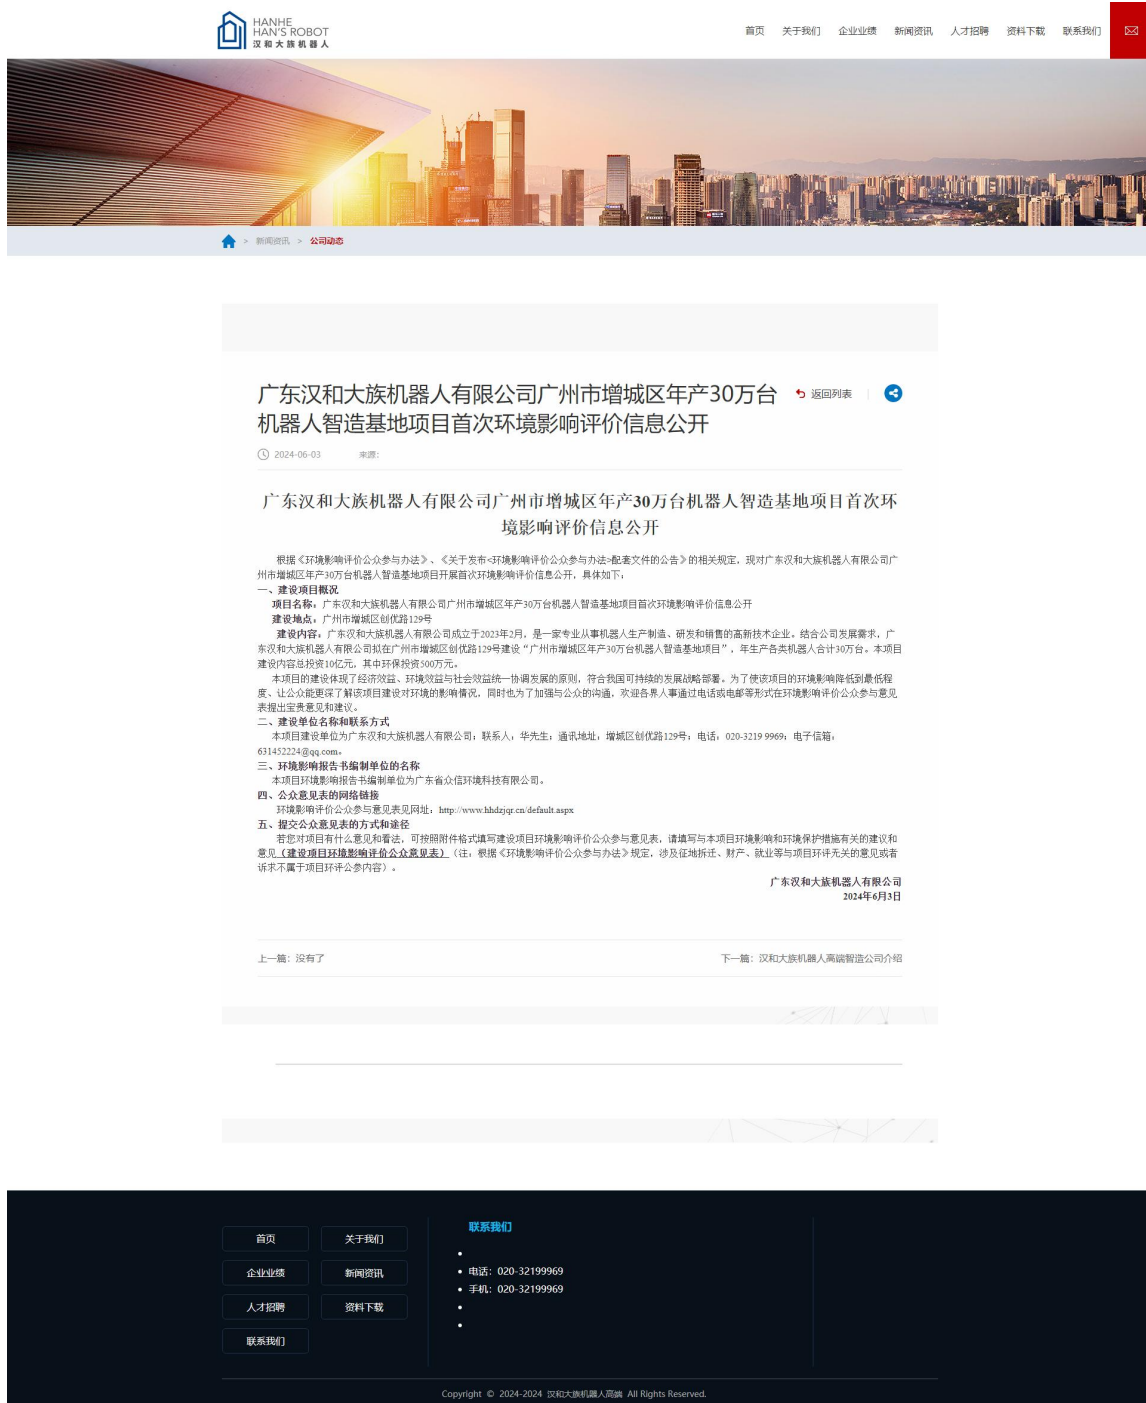 HANHE
HAN'S ROBOT
汉和大族机器人
首页 关于我们 企业业绩 新闻资讯 人才招聘 资料下载 联系我们
> 新闻资讯 > 公司动态
广东汉和大族机器人有限公司广州市增城区年产30万台
机器人智造基地项目首次环境影响评价信息公开
返回列表
2024-06-03 来源：
广东汉和大族机器人有限公司广州市增城区年产30万台机器人智造基地项目首次环
境影响评价信息公开
根据《环境影响评价公众参与办法》、《关于发布<环境影响评价公众参与办法>配套文件的公告》的相关规定，现对广东汉和大族机器人有限公司广
州市增城区年产30万台机器人智造基地项目开展首次环境影响评价信息公开，具体如下：
一、建设项目概况
项目名称：广东汉和大族机器人有限公司广州市增城区年产30万台机器人智造基地项目首次环境影响评价信息公开
建设地点：广州市增城区创优路129号
建设内容：广东汉和大族机器人有限公司成立于2023年2月，是一家专业从事机器人生产制造、研发和销售的高新技术企业。结合公司发展需求，广
东汉和大族机器人有限公司拟在广州市增城区创优路129号建设“广州市增城区年产30万台机器人智造基地项目”，年生产各类机器人合计30万台。本项目
建设内容总投资10亿元，其中环保投资500万元。
本项目的建设体现了经济效益、环境效益与社会效益统一协调发展的原则，符合我国可持续的发展战略部署。为了使该项目的环境影响降低到最低程
度、让公众能更深了解该项目建设对环境的影响情况，同时也为了加强与公众的沟通，欢迎各界人事通过电话或电邮等形式在环境影响评价公众参与意见
表提出宝贵意见和建议。
二、建设单位名称和联系方式
本项目建设单位为广东汉和大族机器人有限公司；联系人，华先生；通讯地址，增城区创优路129号；电话，020-3219 9969；电子信箱：
631452224@qq.com。
三、环境影响报告书编制单位的名称
本项目环境影响报告书编制单位为广东省众信环境科技有限公司。
四、公众意见表的网络链接
环境影响评价公众参与意见表见网址：http://www.hhdzjqr.cn/default.aspx
五、提交公众意见表的方式和途径
若您对项目有什么意见和看法，可按照附件格式填写建设项目环境影响评价公众参与意见表，请填写与本项目环境影响和环境保护措施有关的建议和
意见（建设项目环境影响评价公众意见表）（注：根据《环境影响评价公众参与办法》规定，涉及征地拆迁、财产、就业等与项目环评无关的意见或者
诉求不属于项目环评公参内容）。
广东汉和大族机器人有限公司
2024年6月3日
上一篇：没有了
下一篇：汉和大族机器人高端智造公司介绍
首页 关于我们
企业业绩 新闻资讯
人才招聘 资料下载
联系我们
联系我们
电话：020-32199969
手机：020-32199969
Copyright © 2024-2024 汉和大族机器人高端 All Rights Reserved.